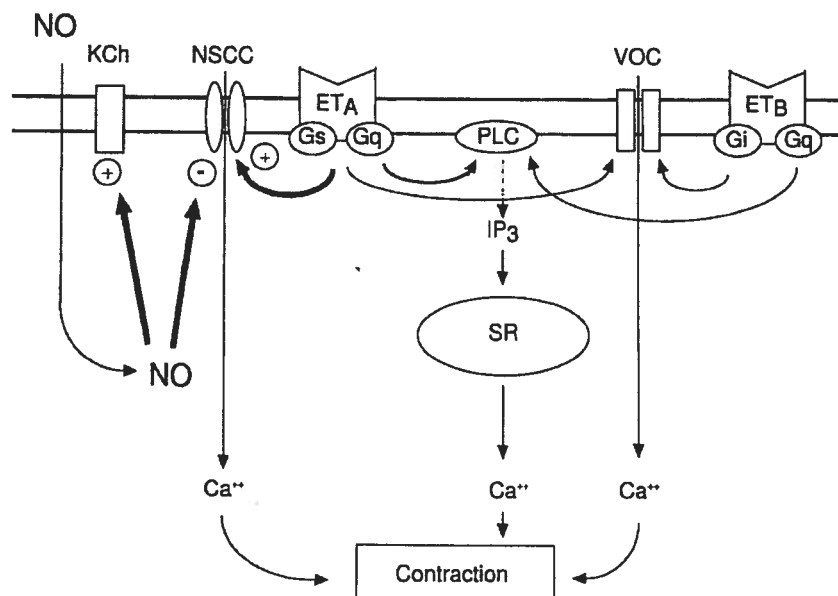 NO
KCh
NSCC
VOC
ETA
ETB
Gs
Gq
PLC
Gi
Gq
+
-
+
IP3
SR
NO
Ca++
Ca++
Ca++
Contraction